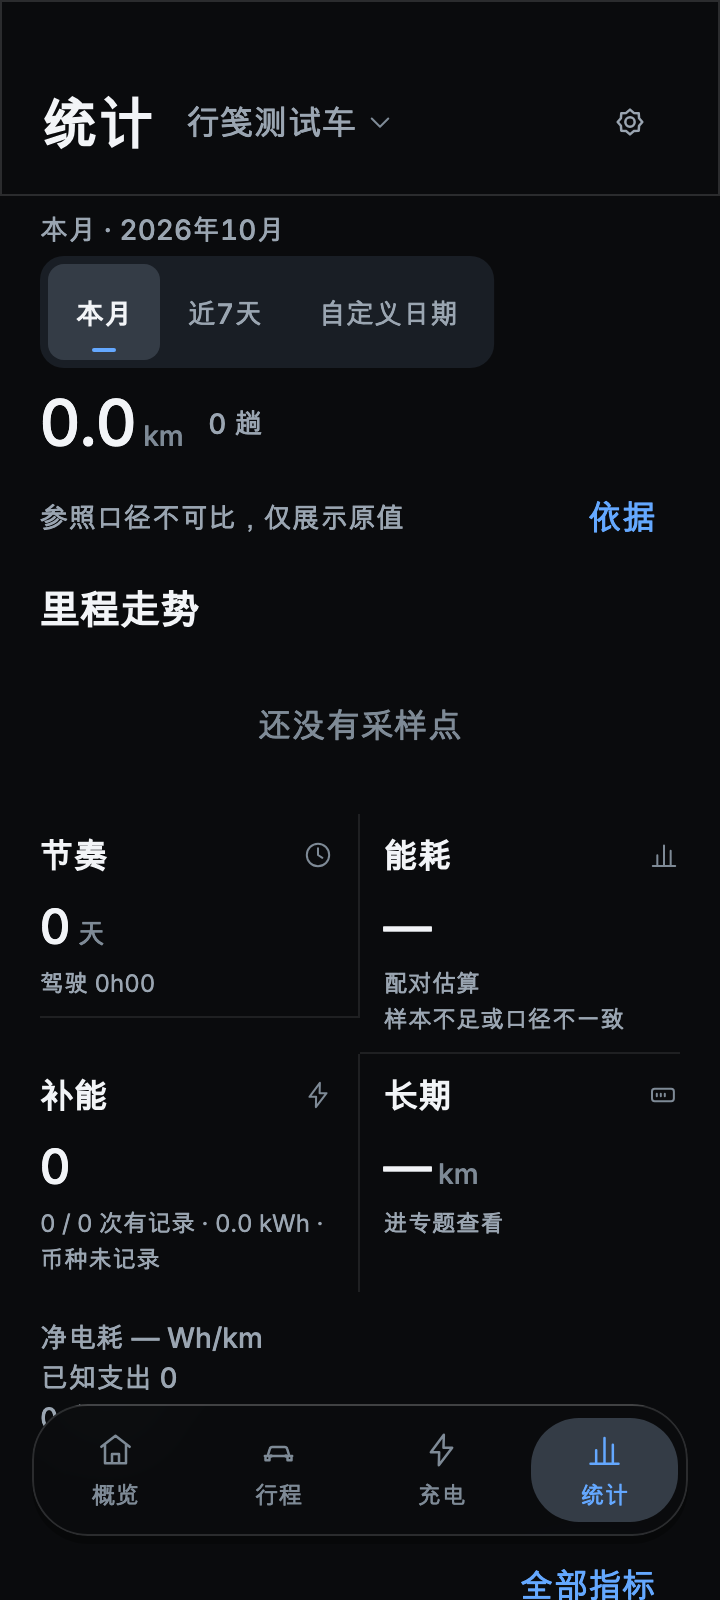 统计 行笺测试车
本月 · 2026年10月
本月 近7天 自定义日期
0.0 km 0 趟
参照口径不可比，仅展示原值 依据
里程走势
还没有采样点
节奏
0 天
驾驶 0h00
能耗
—
配对估算
样本不足或口径不一致
补能
0
0 / 0 次有记录 · 0.0 kWh ·
币种未记录
长期
— km
进专题查看
净电耗 — Wh/km
已知支出 0
概览 行程 充电 统计
全部指标